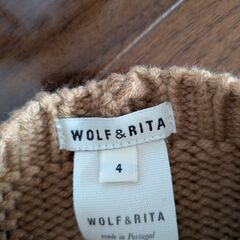 WOLF & RITA
4
WOLF & RITA
made in Portugal